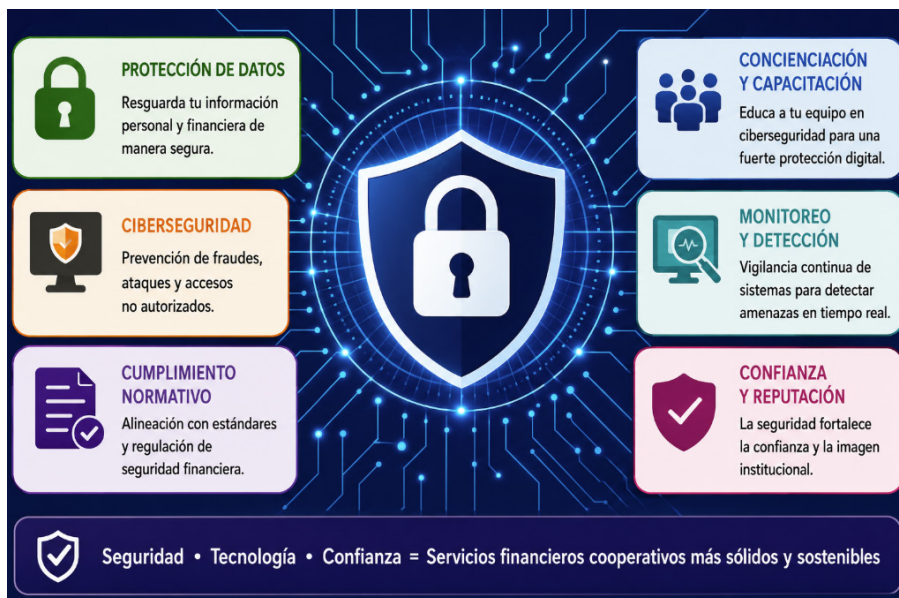 PROTECCIÓN DE DATOS
Resguarda tu información
personal y financiera de
manera segura.
CIBERSEGURIDAD
Prevención de fraudes,
ataques y accesos
no autorizados.
CUMPLIMIENTO
NORMATIVO
Alineación con estándares
y regulación de
seguridad financiera.
CONCIENCIACIÓN
Y CAPACITACIÓN
Educa a tu equipo en
ciberseguridad para una
fuerte protección digital.
MONITOREO
Y DETECCIÓN
Vigilancia continua de
sistemas para detectar
amenazas en tiempo real.
CONFIANZA
Y REPUTACIÓN
La seguridad fortalece
la confianza y la imagen
institucional.
Seguridad • Tecnología • Confianza = Servicios financieros cooperativos más sólidos y sostenibles